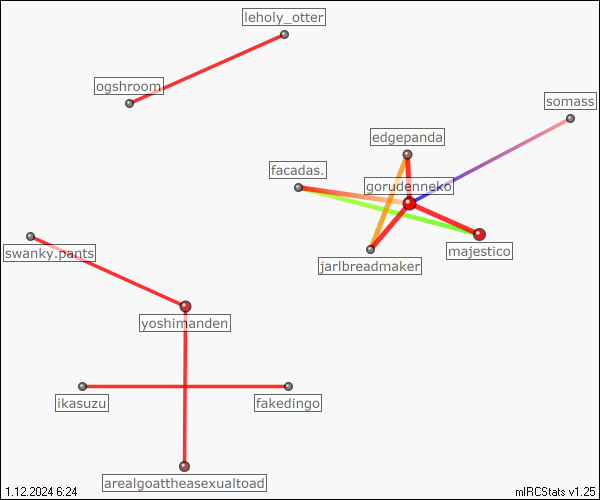 leholy_otter
ogshroom
somass
edgepanda
facadas.
gorudenneko
majestico
swanky.pants
jarlbreadmaker
yoshimanden
ikasuzu
fakedingo
arealgoattheasexualtoad
1.12.2024 6:24
mIRCStats v1.25